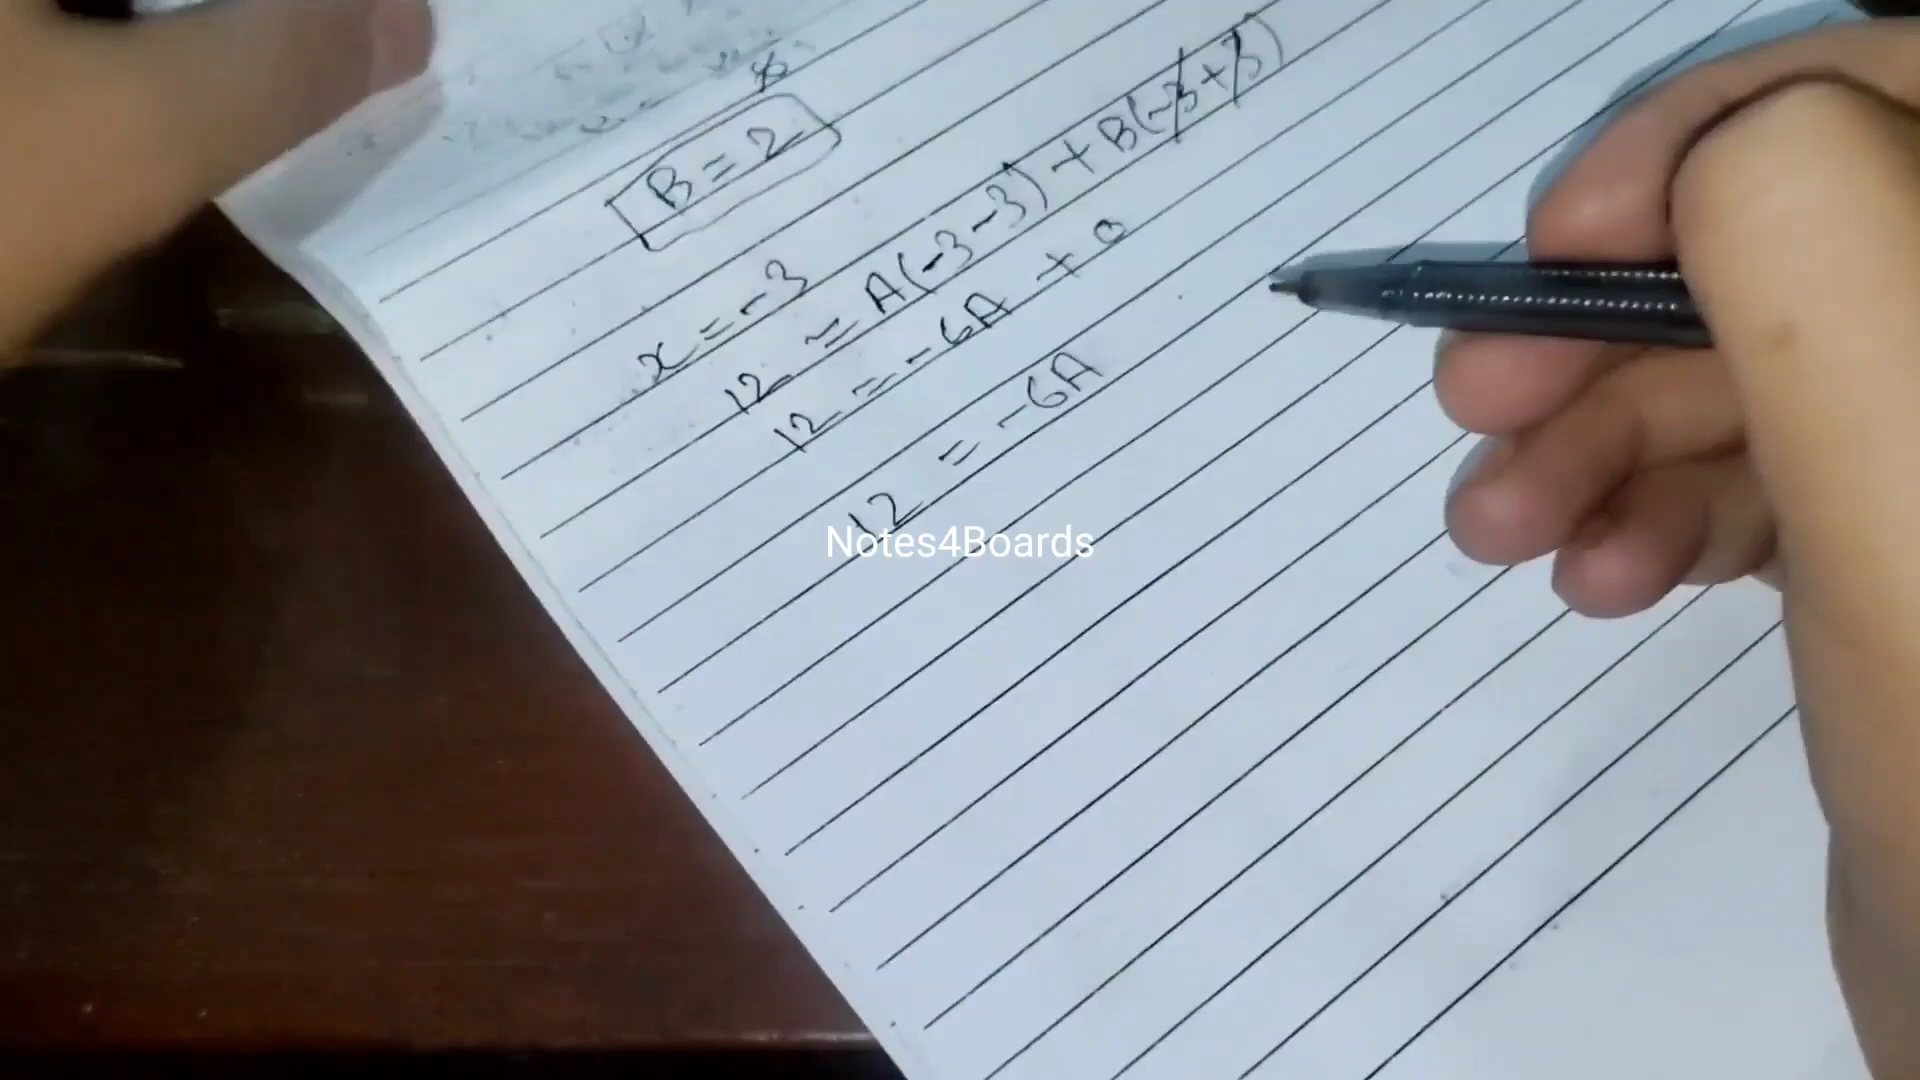 B = 2
x = -3
12 = A(-3-3) + B(-3+3)
12 = -6A + 0
12 = -6A
Notes4Boards